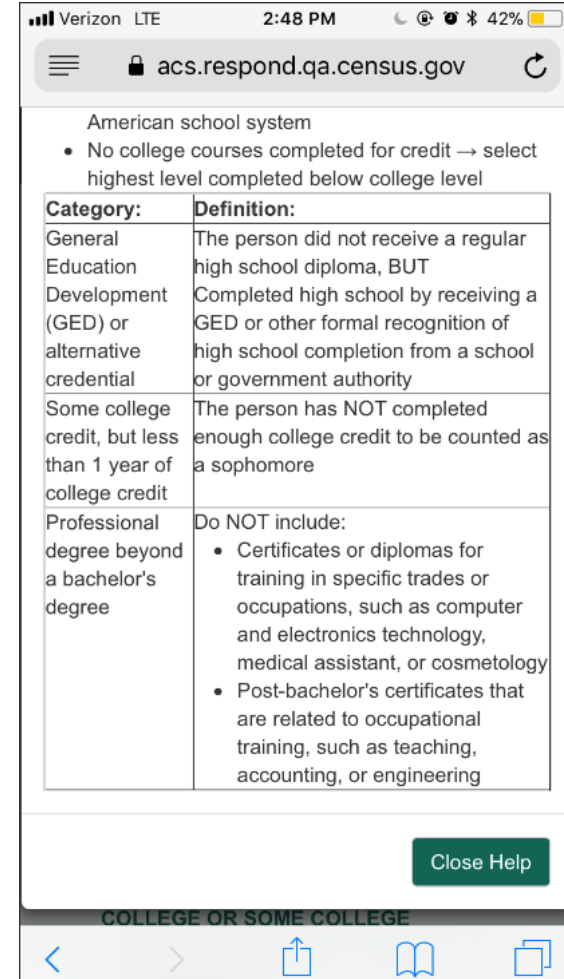 Verizon LTE 2:48 PM 42%
acs.respond.qa.census.gov
American school system
• No college courses completed for credit → select
highest level completed below college level
Category: Definition:
General
Education
Development
(GED) or
alternative
credential
The person did not receive a regular
high school diploma, BUT
Completed high school by receiving a
GED or other formal recognition of
high school completion from a school
or government authority
Some college
credit, but less
than 1 year of
college credit
The person has NOT completed
enough college credit to be counted as
a sophomore
Professional
degree beyond
a bachelor's
degree
Do NOT include:
• Certificates or diplomas for
training in specific trades or
occupations, such as computer
and electronics technology,
medical assistant, or cosmetology
• Post-bachelor's certificates that
are related to occupational
training, such as teaching,
accounting, or engineering
Close Help
COLLEGE OR SOME COLLEGE